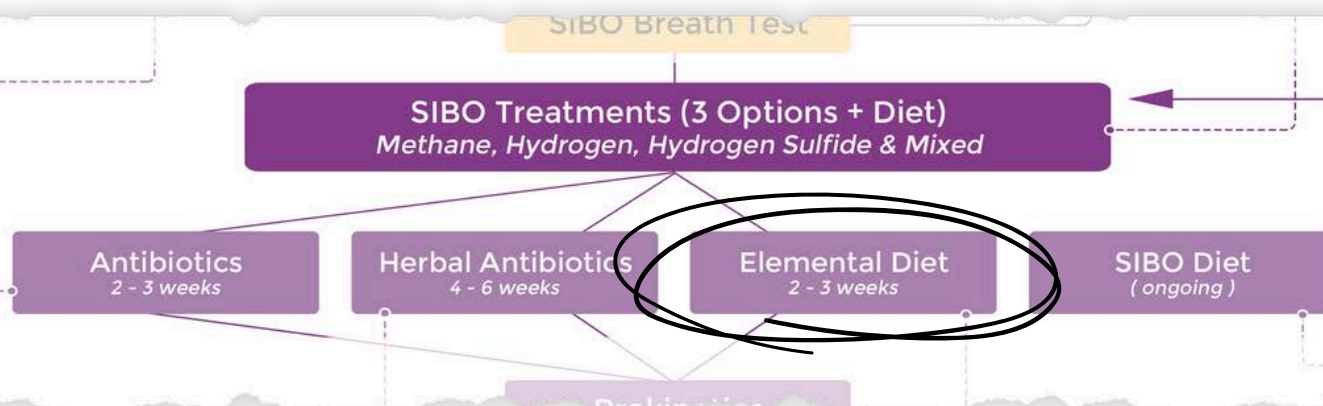 SIBO Breath Test
SIBO Treatments (3 Options + Diet)
Methane, Hydrogen, Hydrogen Sulfide & Mixed
Antibiotics
2 - 3 weeks
Herbal Antibiotics
4 - 6 weeks
Elemental Diet
2 - 3 weeks
SIBO Diet
( ongoing )
Prokinetics